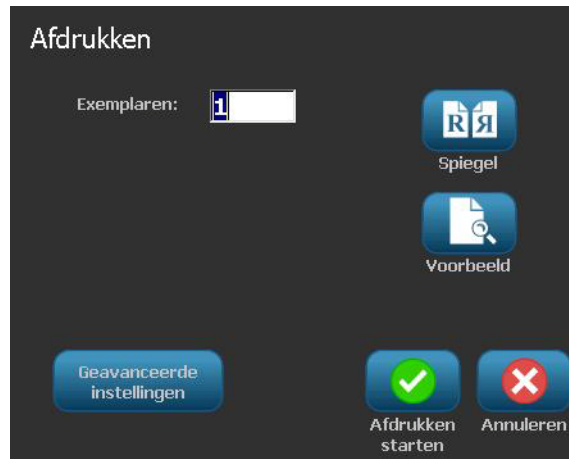 Afdrukken
Exemplaren: 1
R Я
Spiegel
Voorbeeld
Geavanceerde
instellingen
Afdrukken
starten
Annuleren